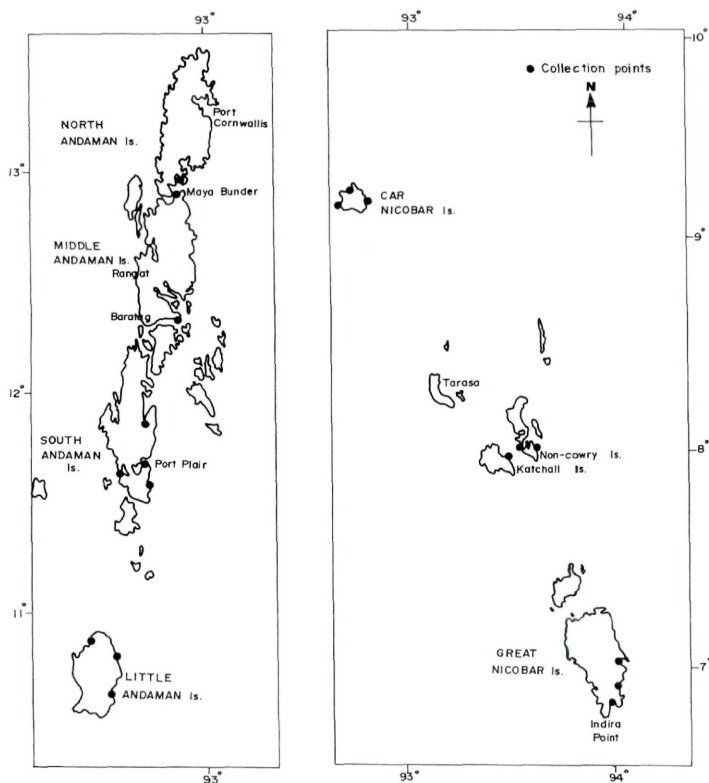 93°
NORTH
ANDAMAN Is.
Port
Cornwallis
13°
Maya Bunder
MIDDLE
ANDAMAN Is.
Rangat
Baratag
12°
SOUTH
ANDAMAN
Is.
Port Plair
11°
LITTLE
ANDAMAN Is.
93°
93°
94°
10°
Collection points
N
CAR
NICOBAR Is.
9°
Tarasa
8°
Non-cowry Is.
Katchall Is.
GREAT
NICOBAR Is.
7°
Indira
Point
93°
94°